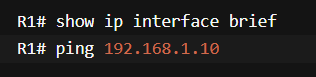 R1# show ip interface brief
R1# ping 192.168.1.10